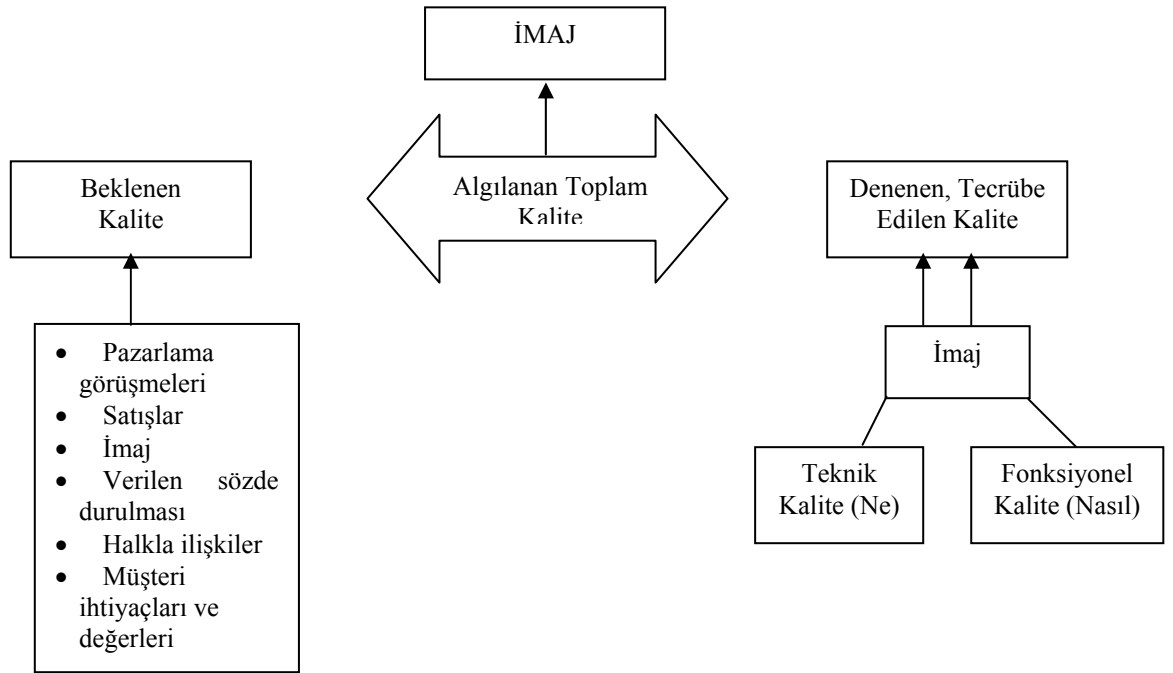 İMAJ
Beklenen
Kalite
Algılanan Toplam
Kalite
Denenen, Tecrübe
Edilen Kalite
• Pazarlama
görüşmeleri
• Satışlar
• İmaj
• Verilen sözde
durulması
• Halkla ilişkiler
• Müşteri
ihtiyaçları ve
değerleri
İmaj
Teknik
Kalite (Ne)
Fonksiyonel
Kalite (Nasıl)